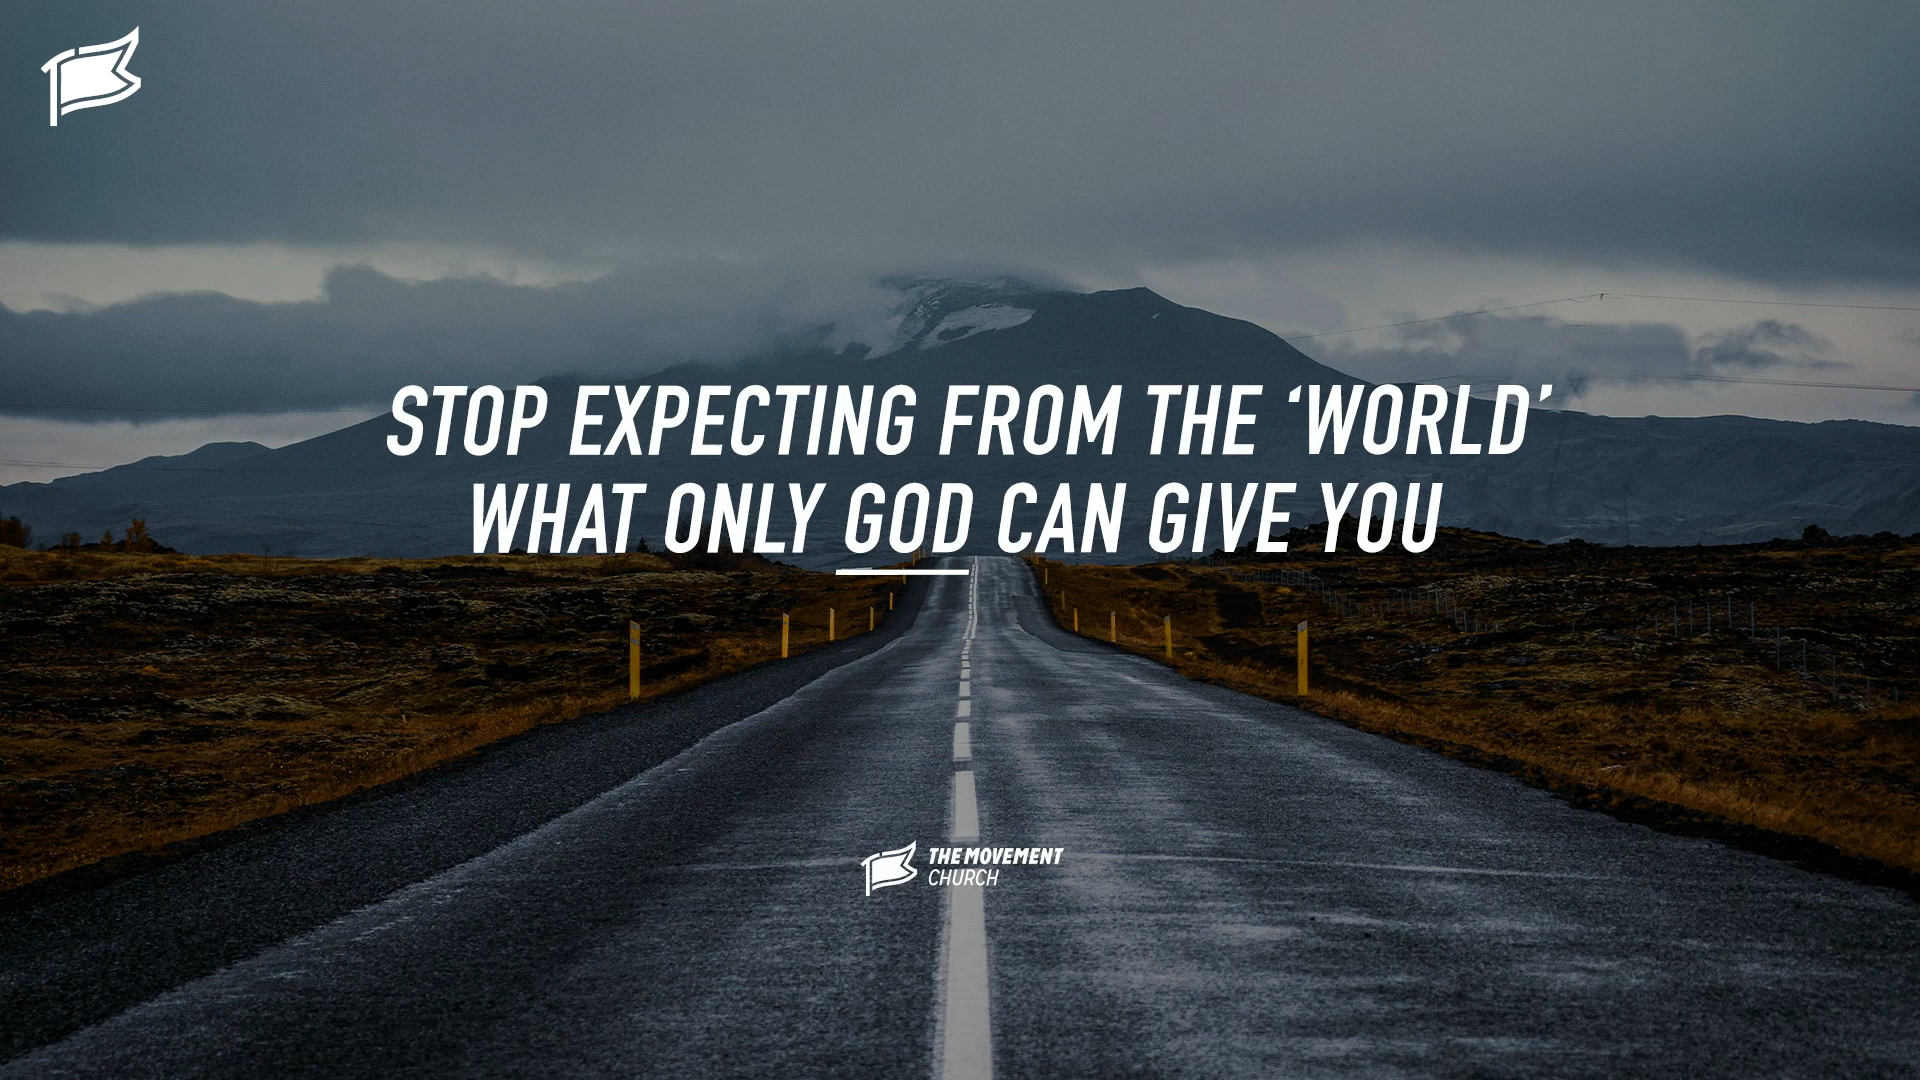 STOP EXPECTING FROM THE ‘WORLD’
WHAT ONLY GOD CAN GIVE YOU
THE MOVEMENT
CHURCH